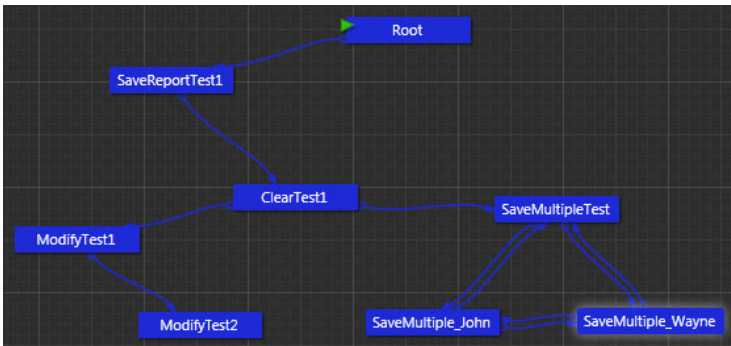 Root
SaveReportTest1
ClearTest1
SaveMultipleTest
ModifyTest1
ModifyTest2
SaveMultiple_John
SaveMultiple_Wayne